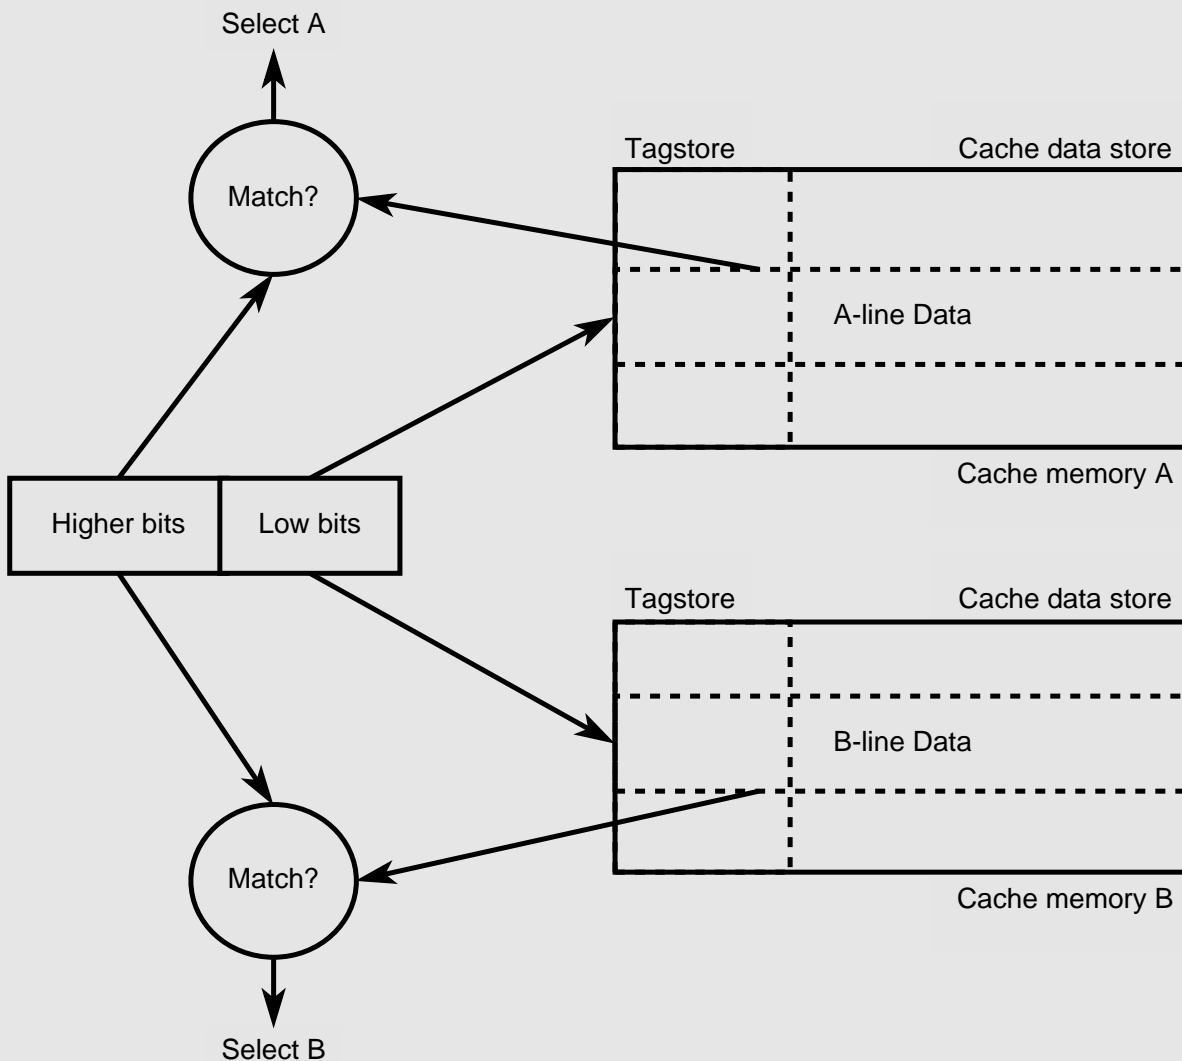 Select A
Match?
Tagstore
Cache data store
A-line Data
Cache memory A
Higher bits
Low bits
Tagstore
Cache data store
B-line Data
Match?
Cache memory B
Select B